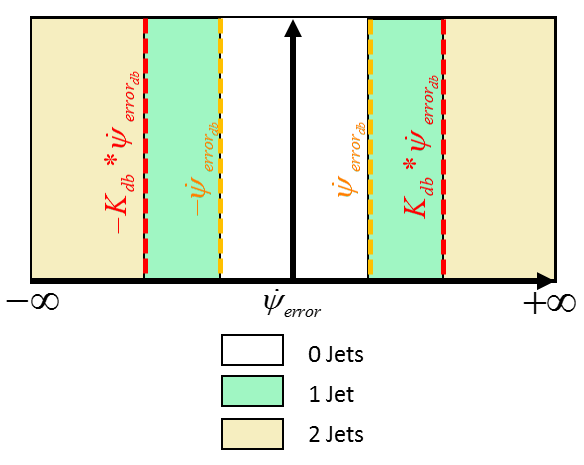 −K_db * ψ̇_error_db
−ψ̇_error_db
ψ̇_error_db
K_db * ψ̇_error_db
−∞
ψ̇_error
+∞
0 Jets
1 Jet
2 Jets